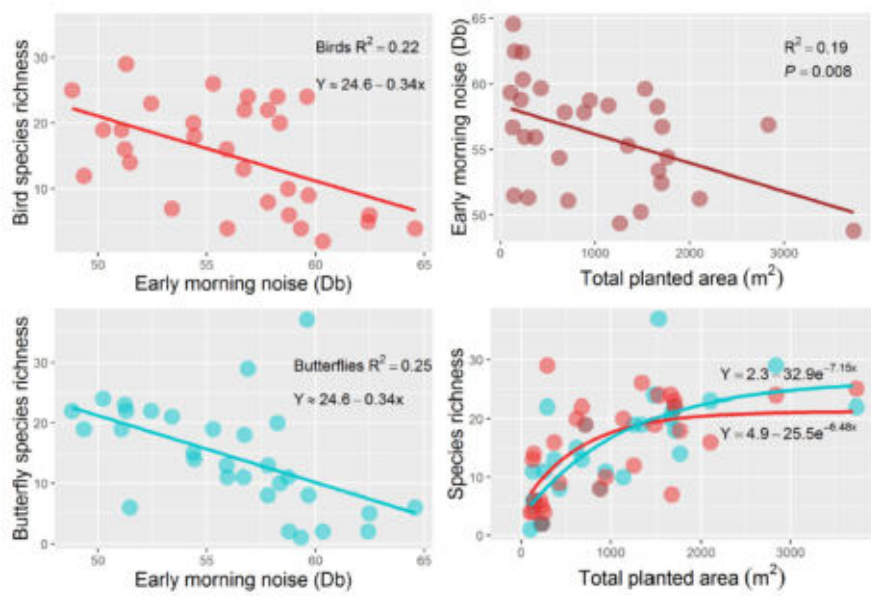 Birds R² = 0.22
Y ≈ 24.6 − 0.34x
30
20
10
50
55
60
65
Bird species richness
Early morning noise (Db)
R² = 0.19
P = 0.008
65
60
55
50
0
1000
2000
3000
Early morning noise (Db)
Total planted area (m²)
Butterflies R² = 0.25
Y ≈ 24.6 − 0.34x
30
20
10
0
50
55
60
65
Butterfly species richness
Early morning noise (Db)
Y = 2.3 32.9e⁻⁷·¹⁵ˣ
Y = 4.9 − 25.5e⁻⁶·⁴⁸ˣ
30
20
10
0
0
1000
2000
3000
Species richness
Total planted area (m²)